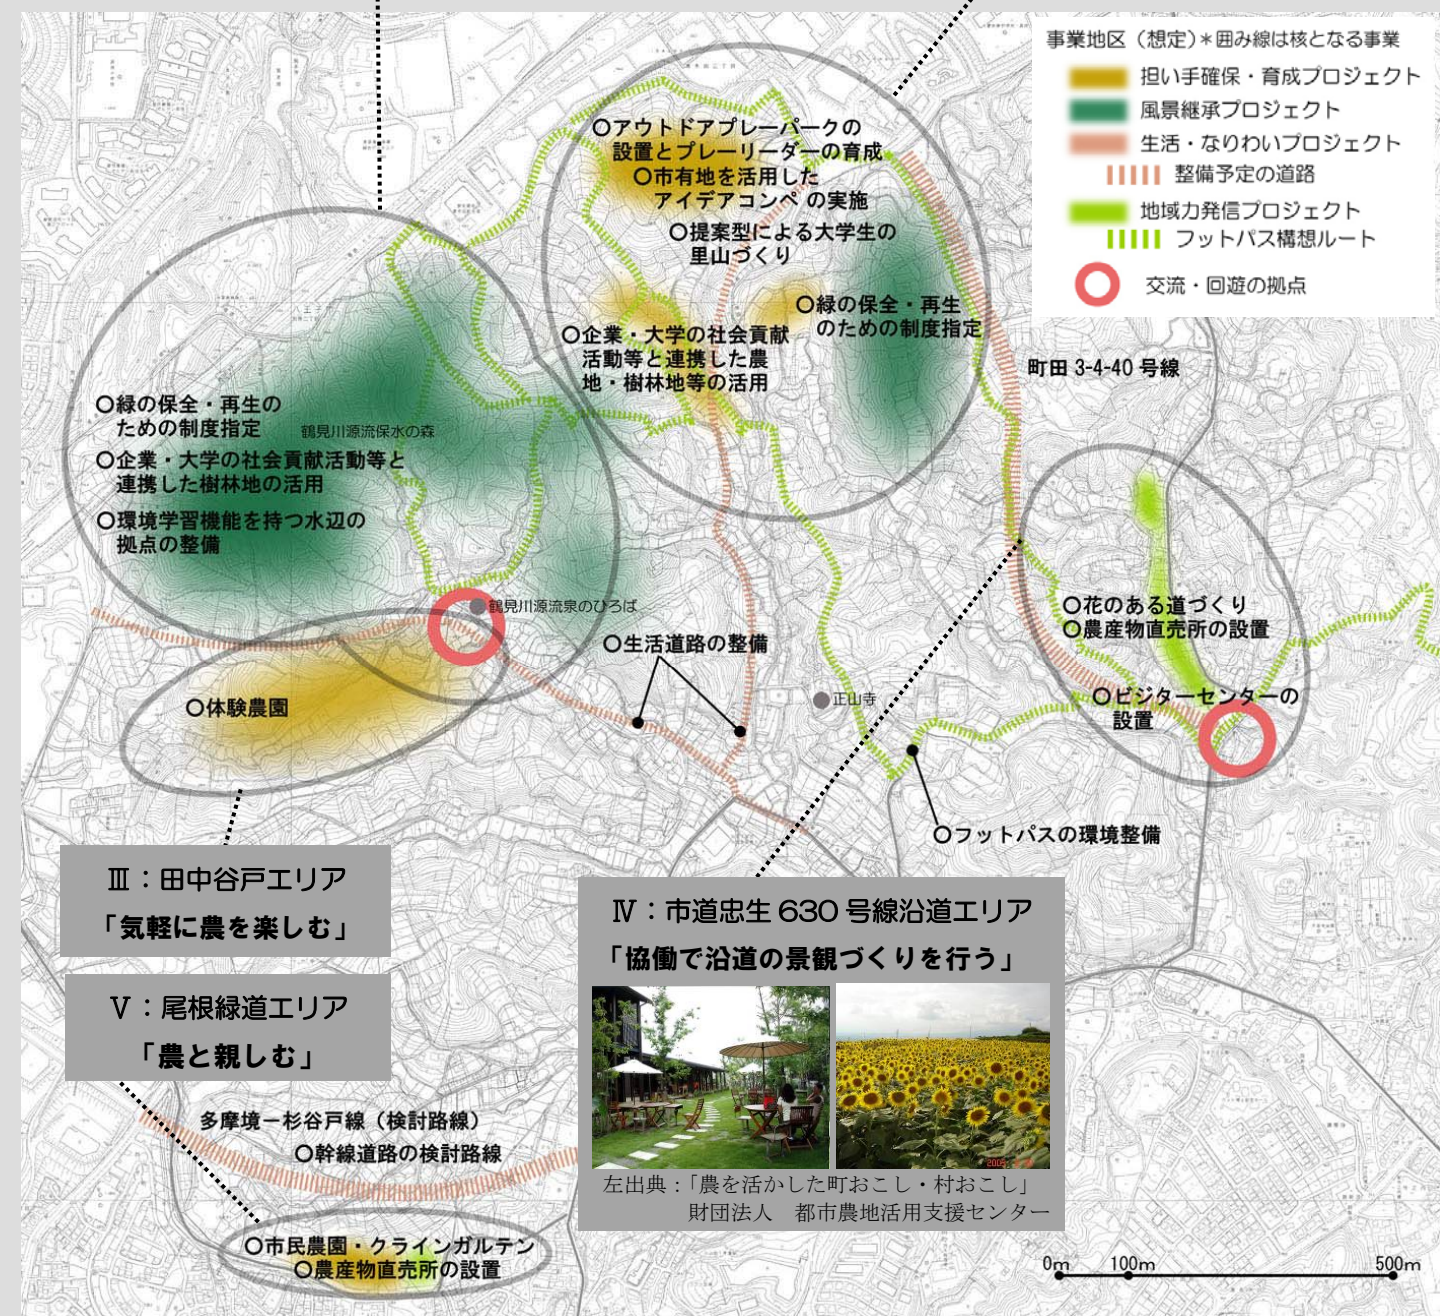 事業地区（想定）＊囲み線は核となる事業
担い手確保・育成プロジェクト
風景継承プロジェクト
生活・なりわいプロジェクト
整備予定の道路
地域力発信プロジェクト
フットパス構想ルート
交流・回遊の拠点
〇アウトドアプレーパークの
設置とプレーリーダーの育成
〇市有地を活用した
アイデアコンペの実施
〇提案型による大学生の
里山づくり
〇緑の保全・再生
のための制度指定
〇企業・大学の社会貢献
活動等と連携した農
地・樹林地等の活用
町田 3-4-40 号線
〇緑の保全・再生の
ための制度指定
鶴見川源流保水の森
〇企業・大学の社会貢献活動等と
連携した樹林地の活用
〇環境学習機能を持つ水辺の
拠点の整備
鶴見川源流泉のひろば
〇花のある道づくり
〇農産物直売所の設置
〇生活道路の整備
〇体験農園
正山寺
〇ビジターセンターの
設置
〇フットパスの環境整備
Ⅲ：田中谷戸エリア
「気軽に農を楽しむ」
Ⅳ：市道忠生 630 号線沿道エリア
「協働で沿道の景観づくりを行う」
左出典：「農を活かした町おこし・村おこし」
財団法人　都市農地活用支援センター
Ⅴ：尾根緑道エリア
「農と親しむ」
多摩境－杉谷戸線（検討路線）
〇幹線道路の検討路線
〇市民農園・クラインガルテン
〇農産物直売所の設置
0m 100m 500m